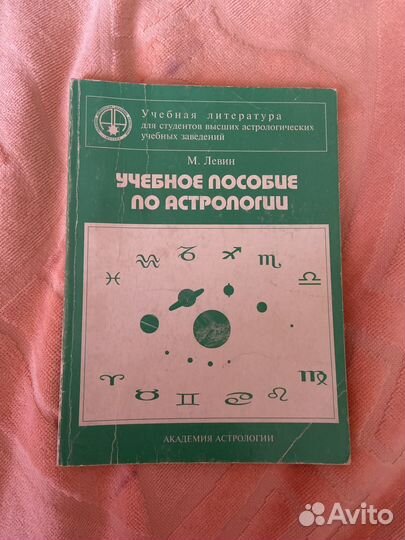 Учебная литература
для студентов высших астрологических
учебных заведений
М. Левин
УЧЕБНОЕ ПОСОБИЕ
ПО АСТРОЛОГИИ
АКАДЕМИЯ АСТРОЛОГИИ
Avito